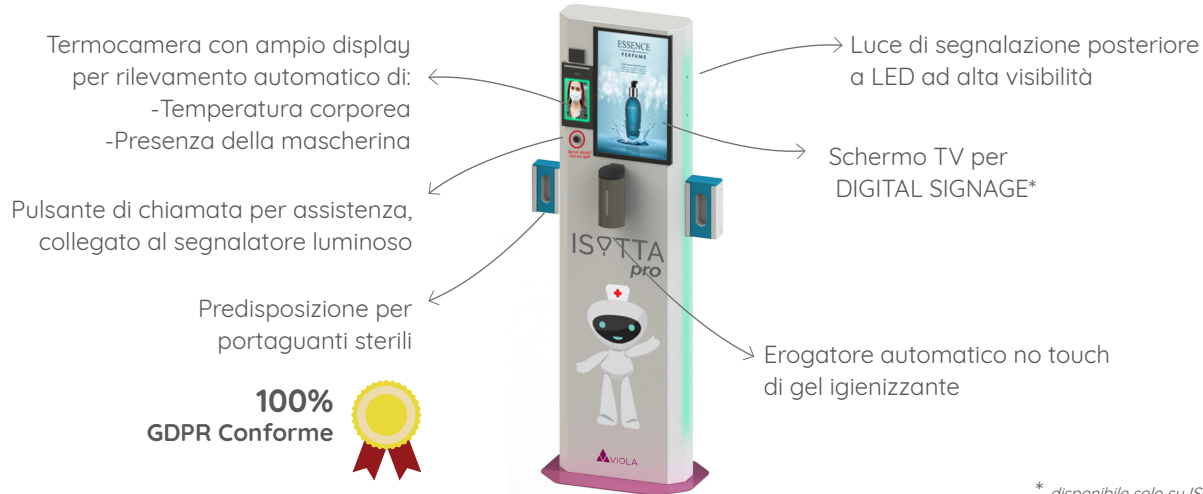 Termocamera con ampio display
per rilevamento automatico di:
-Temperatura corporea
-Presenza della mascherina
Pulsante di chiamata per assistenza,
collegato al segnalatore luminoso
Predisposizione per
portaguanti sterili
100%
GDPR Conforme
ESSENCE
PERFUME
ISOTTA
pro
VIOLA
Luce di segnalazione posteriore
a LED ad alta visibilità
Schermo TV per
DIGITAL SIGNAGE*
Erogatore automatico no touch
di gel igienizzante
* disponibile solo su IS